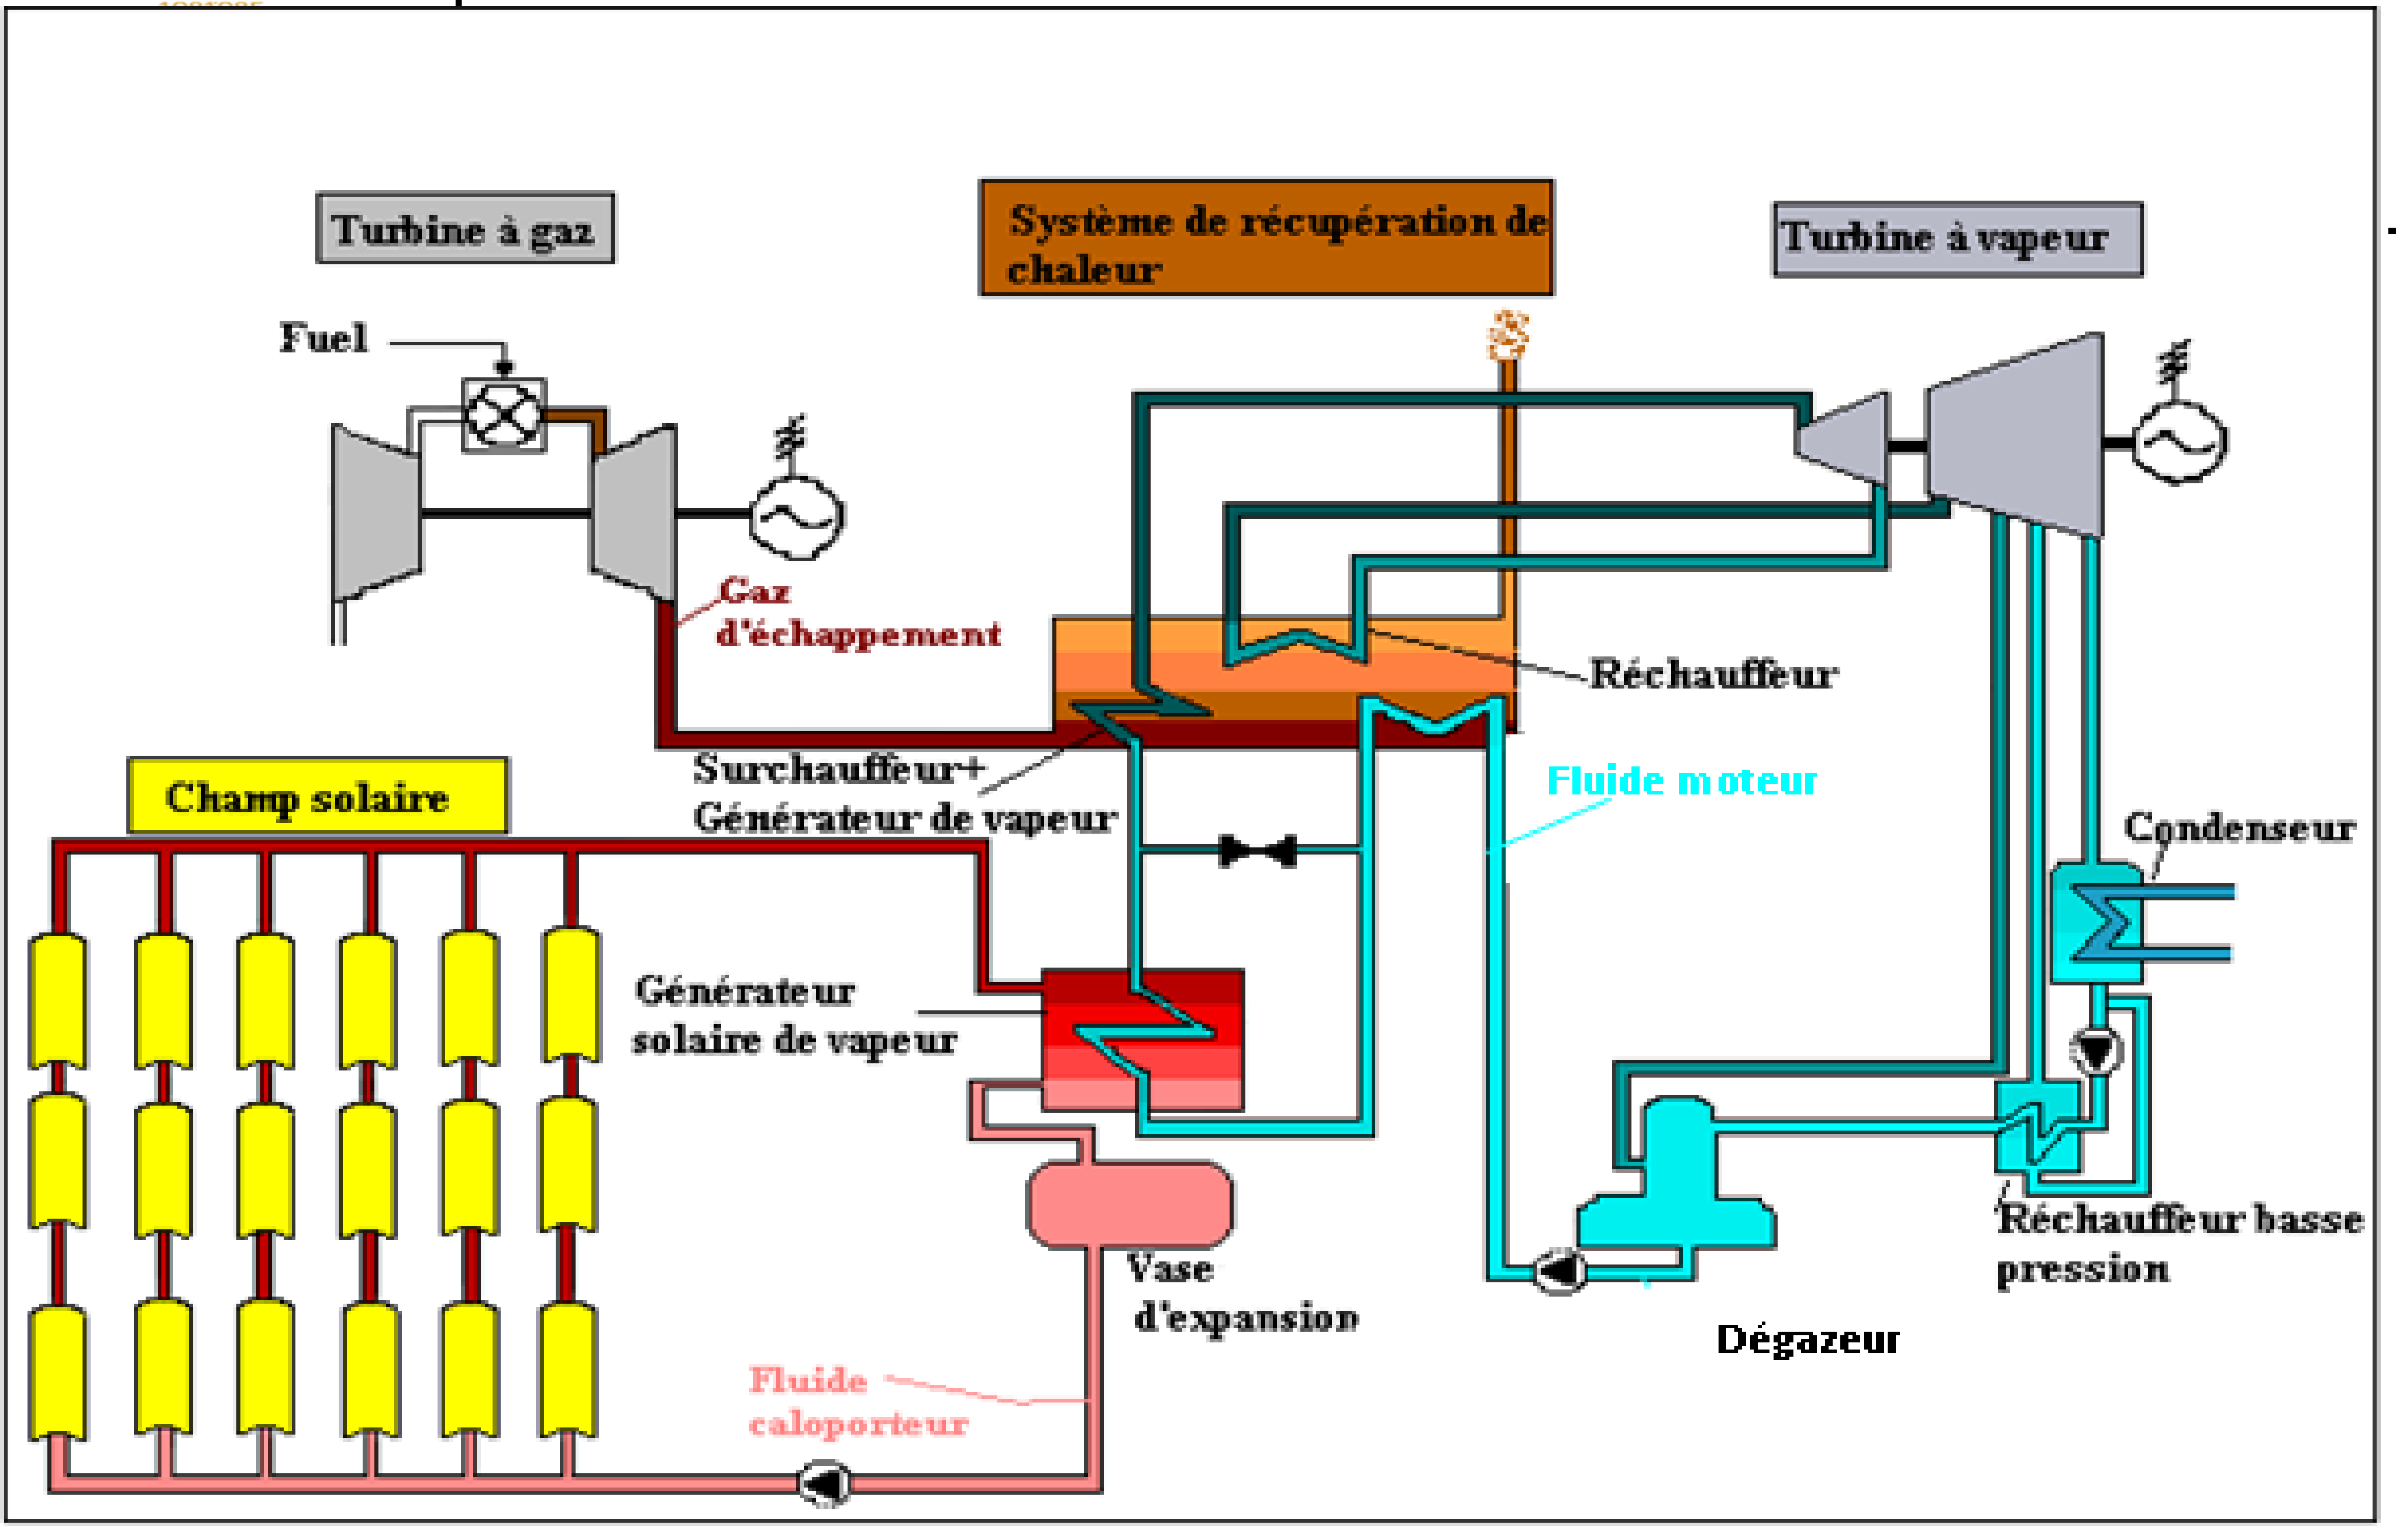 Turbine à gaz
Système de récupération de
chaleur
Turbine à vapeur
Fuel
Gaz
d'échappement
Réchauffeur
Surchauffeur+
Générateur de vapeur
Fluide moteur
Champ solaire
Condenseur
Générateur
solaire de vapeur
Réchauffeur basse
pression
Vase
d'expansion
Dégazeur
Fluide
caloporteur